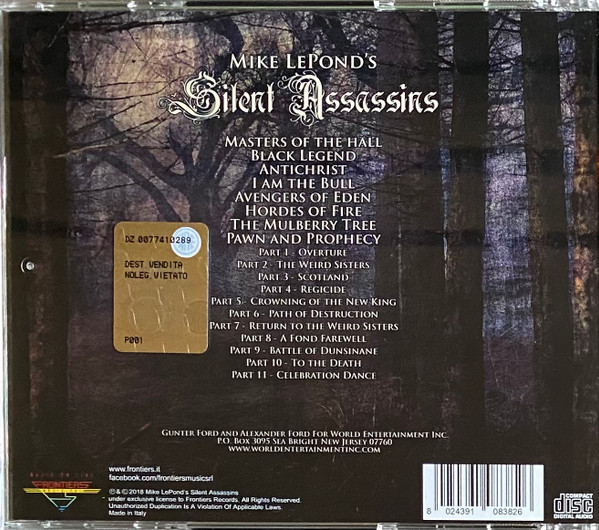 Mike LePond's
Silent Assassins
Masters of the Hall
Black Legend
Antichrist
I am the Bull
Avengers of Eden
Hordes of Fire
The Mulberry Tree
Pawn and Prophecy
Part 1 - Overture
Part 2 - The Weird Sisters
Part 3 - Scotland
Part 4 - Regicide
Part 5- Crowning of the New King
Part 6 - Path of Destruction
Part 7 - Return to the Weird Sisters
Part 8 - A Fond Farewell
Part 9 - Battle of Dunsinane
Part 10 - To the Death
Part 11 - Celebration Dance
DZ 0077410289
DEST VENDITA
NOLEG.VIETATO
P001
Gunter Ford and Alexander Ford For World Entertainment Inc.
P.O. Box 3095 Sea Bright New Jersey 07760
www.worldentertainmentinc.com
FRONTIERS
www.frontiers.it
facebook.com/frontiersmusicsrl
℗ & © 2018 Mike LePond's Silent Assassins
under exclusive license to Frontiers Records. All Rights Reserved.
Unauthorized Duplication Is A Violation Of Applicable Laws.
Made in Italy
8 024391 083826
COMPACT
disc
DIGITAL AUDIO